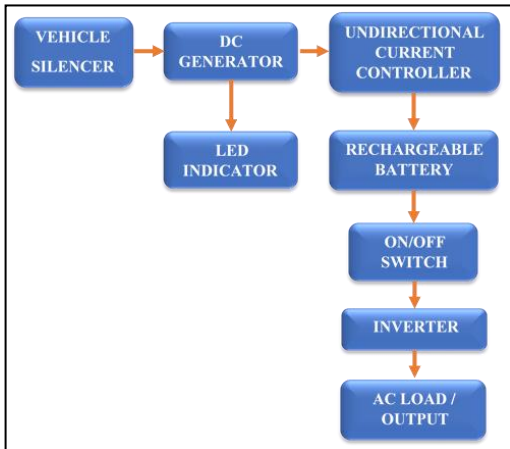 VEHICLE
SILENCER
DC
GENERATOR
UNDIRECTIONAL
CURRENT
CONTROLLER
LED
INDICATOR
RECHARGEABLE
BATTERY
ON/OFF
SWITCH
INVERTER
AC LOAD /
OUTPUT